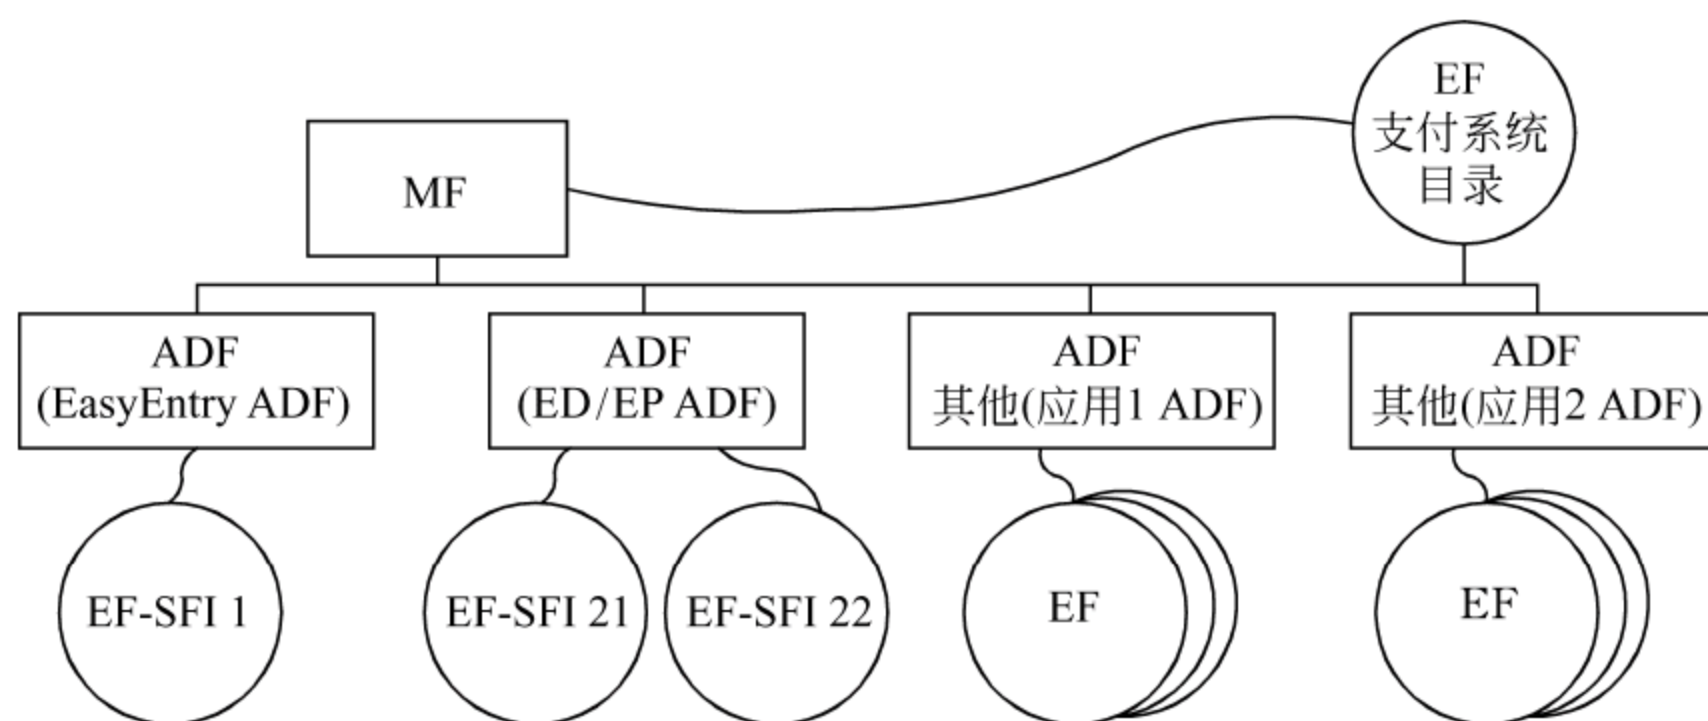 EF
支付系统
目录
MF
ADF
(EasyEntry ADF)
ADF
(ED/EP ADF)
ADF
其他(应用1 ADF)
ADF
其他(应用2 ADF)
EF-SFI 1
EF-SFI 21
EF-SFI 22
EF
EF